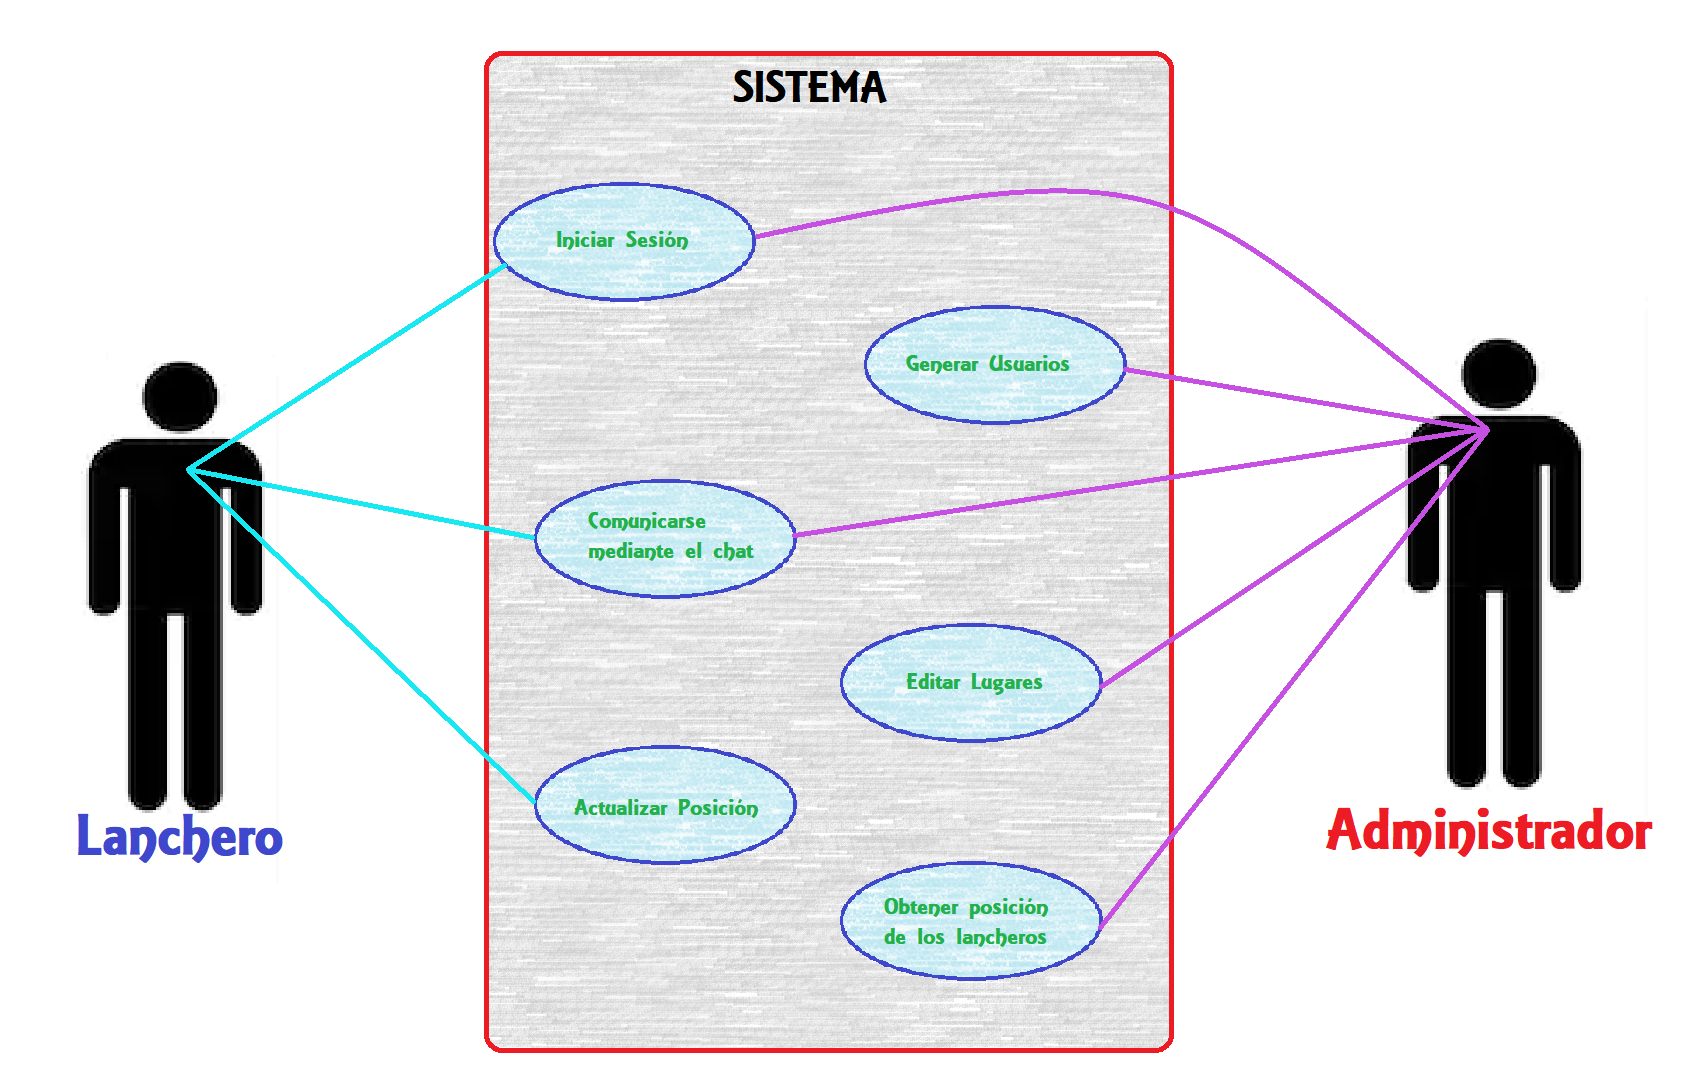 SISTEMA
Iniciar Sesión
Generar Usuarios
Comunicarse
mediante el chat
Editar Lugares
Actualizar Posición
Lanchero
Administrador
Obtener posición
de los lancheros